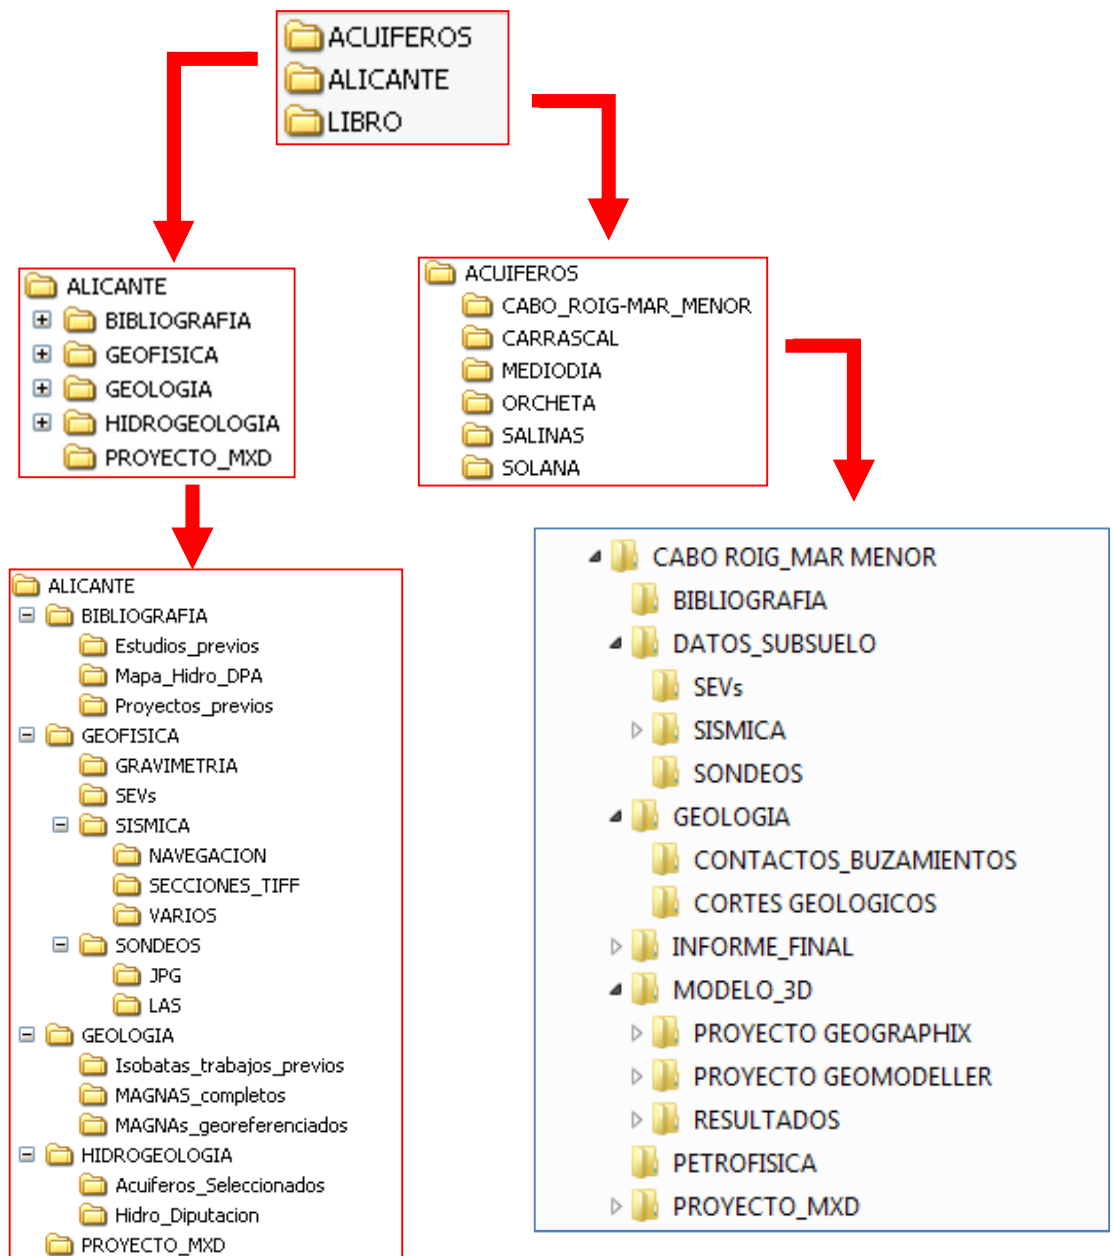 ACUIFEROS
ALICANTE
LIBRO
ALICANTE
BIBLIOGRAFIA
GEOFISICA
GEOLOGIA
HIDROGEOLOGIA
PROYECTO_MXD
ACUIFEROS
CABO_ROIG-MAR_MENOR
CARRASCAL
MEDIODIA
ORCHETA
SALINAS
SOLANA
ALICANTE
BIBLIOGRAFIA
Estudios_previos
Mapa_Hidro_DPA
Proyectos_previos
GEOFISICA
GRAVIMETRIA
SEVs
SISMICA
NAVEGACION
SECCIONES_TIFF
VARIOS
SONDEOS
JPG
LAS
GEOLOGIA
Isobatas_trabajos_previos
MAGNAS_completos
MAGNAs_georeferenciados
HIDROGEOLOGIA
Acuiferos_Seleccionados
Hidro_Diputacion
PROYECTO_MXD
CABO ROIG_MAR MENOR
BIBLIOGRAFIA
DATOS_SUBSUELO
SEVs
SISMICA
SONDEOS
GEOLOGIA
CONTACTOS_BUZAMIENTOS
CORTES GEOLOGICOS
INFORME_FINAL
MODELO_3D
PROYECTO GEOGRAPHIX
PROYECTO GEOMODELLER
RESULTADOS
PETROFISICA
PROYECTO_MXD